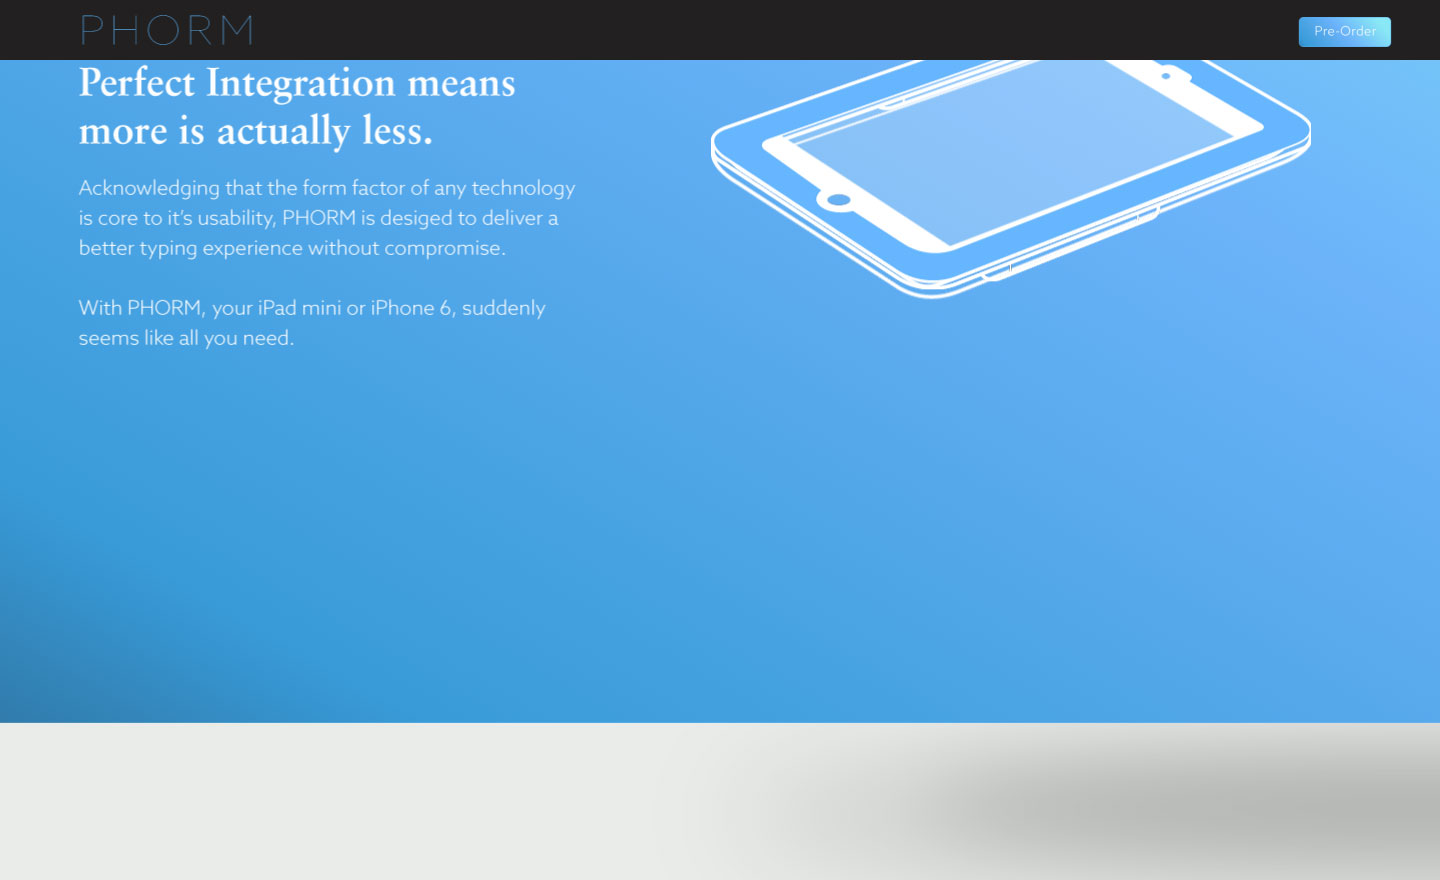 PHORM
Pre-Order
Perfect Integration means
more is actually less.
Acknowledging that the form factor of any technology
is core to it's usability, PHORM is desiged to deliver a
better typing experience without compromise.
With PHORM, your iPad mini or iPhone 6, suddenly
seems like all you need.